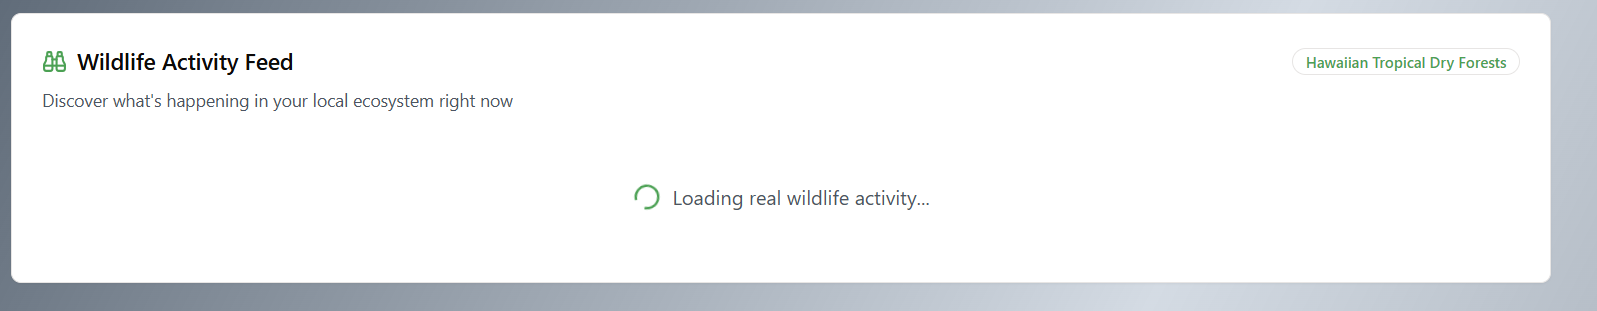 Wildlife Activity Feed
Hawaiian Tropical Dry Forests
Discover what's happening in your local ecosystem right now
Loading real wildlife activity...